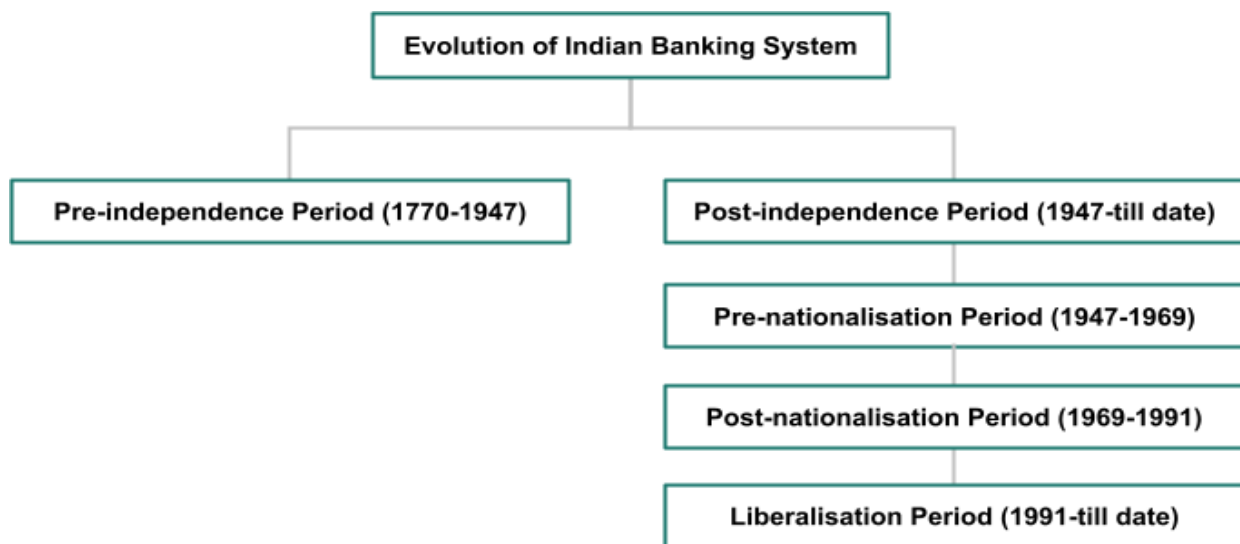 Evolution of Indian Banking System
Pre-independence Period (1770-1947)
Post-independence Period (1947-till date)
Pre-nationalisation Period (1947-1969)
Post-nationalisation Period (1969-1991)
Liberalisation Period (1991-till date)